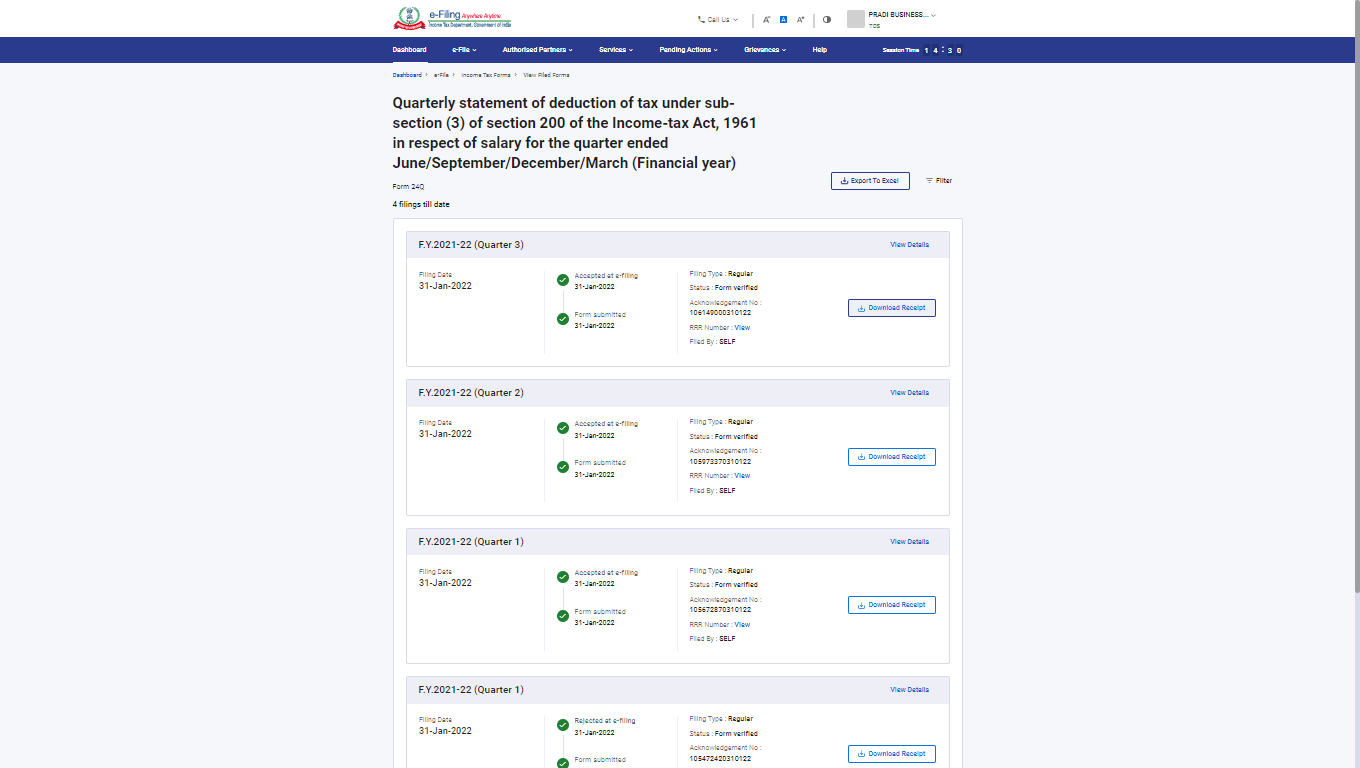 e-Filing Anywhere Anytime
Income Tax Department, Government of India
Call Us
A- A A+
PRADI BUSINESS...
TDS
Dashboard e-File Authorised Partners Services Pending Actions Grievances Help Session Time 1 4 : 3 0
Dashboard e-File Income Tax Forms View Filed Forms
Quarterly statement of deduction of tax under sub-
section (3) of section 200 of the Income-tax Act, 1961
in respect of salary for the quarter ended
June/September/December/March (Financial year)
Export To Excel Filter
Form 24Q
4 filings till date
F.Y.2021-22 (Quarter 3) View Details
Filing Date
31-Jan-2022
Accepted at e-filing
31-Jan-2022
Form submitted
31-Jan-2022
Filing Type : Regular
Status : Form verified
Acknowledgement No :
106149000310122
RRR Number : View
Filed By : SELF
Download Receipt
F.Y.2021-22 (Quarter 2) View Details
Filing Date
31-Jan-2022
Accepted at e-filing
31-Jan-2022
Form submitted
31-Jan-2022
Filing Type : Regular
Status : Form verified
Acknowledgement No :
105973370310122
RRR Number : View
Filed By : SELF
Download Receipt
F.Y.2021-22 (Quarter 1) View Details
Filing Date
31-Jan-2022
Accepted at e-filing
31-Jan-2022
Form submitted
31-Jan-2022
Filing Type : Regular
Status : Form verified
Acknowledgement No :
105672870310122
RRR Number : View
Filed By : SELF
Download Receipt
F.Y.2021-22 (Quarter 1) View Details
Filing Date
31-Jan-2022
Rejected at e-filing
31-Jan-2022
Form submitted
Filing Type : Regular
Status : Form verified
Acknowledgement No :
105472420310122
Download Receipt